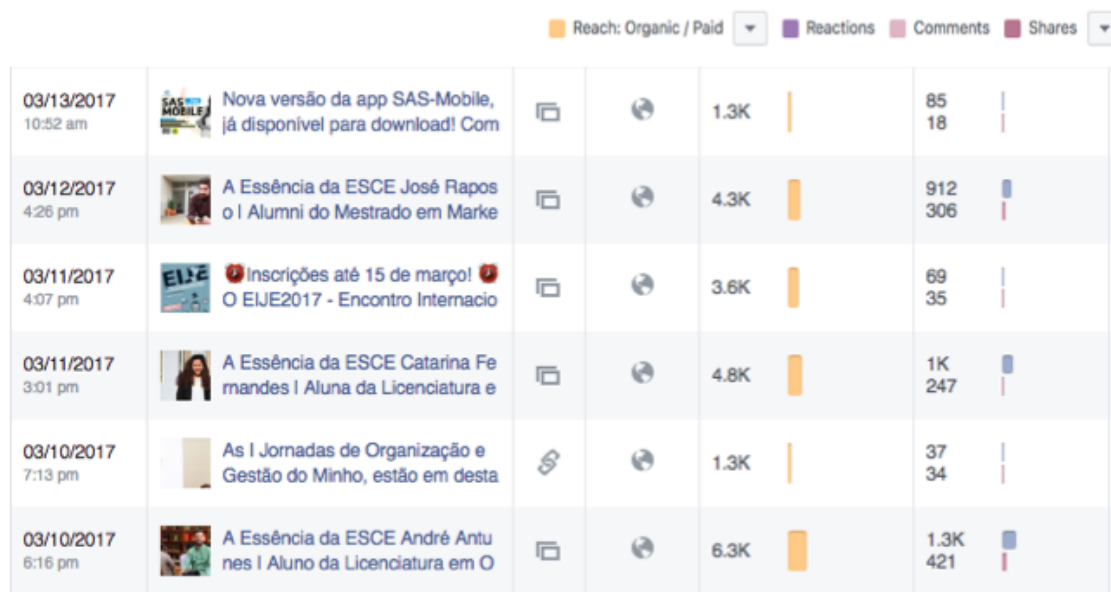 Reach: Organic / Paid Reactions Comments Shares
03/13/2017
10:52 am
SAS
MOBILE
Nova versão da app SAS-Mobile,
já disponível para download! Com
1.3K
85
18
03/12/2017
4:26 pm
A Essência da ESCE José Rapos
o I Alumni do Mestrado em Marke
4.3K
912
306
03/11/2017
4:07 pm
EIJE
Inscrições até 15 de março!
O EIJE2017 - Encontro Internacio
3.6K
69
35
03/11/2017
3:01 pm
A Essência da ESCE Catarina Fe
rnandes I Aluna da Licenciatura e
4.8K
1K
247
03/10/2017
7:13 pm
As I Jornadas de Organização e
Gestão do Minho, estão em desta
1.3K
37
34
03/10/2017
6:16 pm
A Essência da ESCE André Antu
nes I Aluno da Licenciatura em O
6.3K
1.3K
421